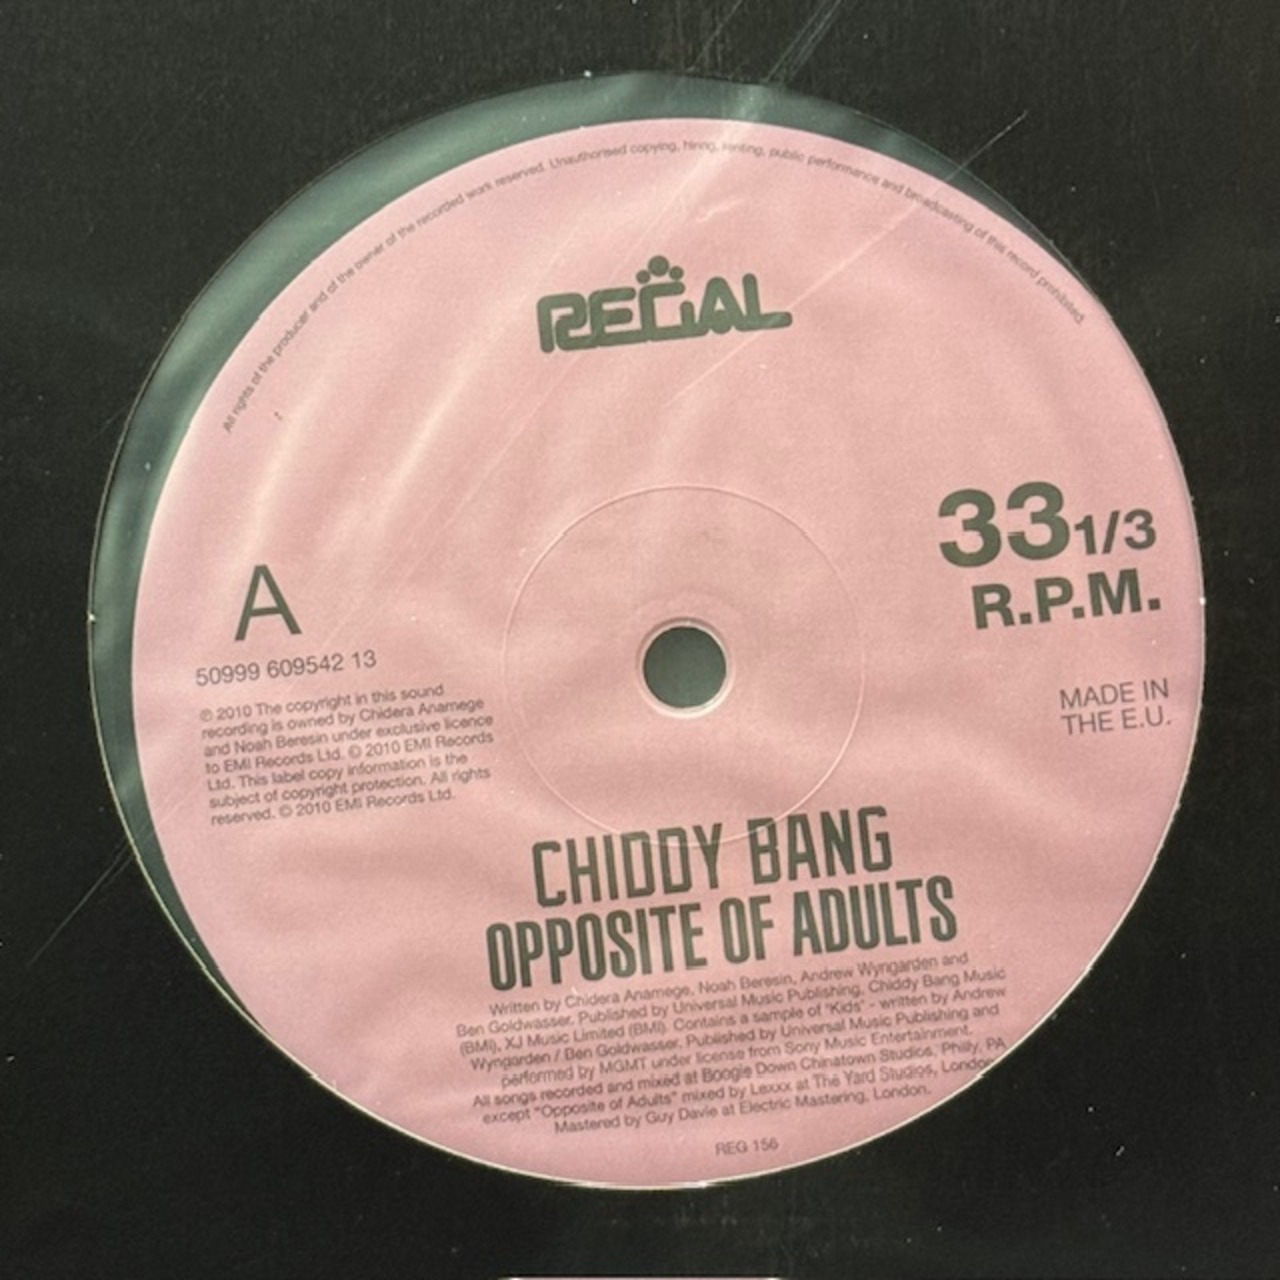 All rights of the producer and of the owner of the recorded work reserved. Unauthorised copying, hiring, renting, public performance and broadcasting of this record prohibited.
REGAL
33 1/3
R.P.M.
A
50999 609542 13
℗ 2010 The copyright in this sound
recording is owned by Chidera Anamege
and Noah Beresin under exclusive licence
to EMI Records Ltd. © 2010 EMI Records
Ltd. This label copy information is the
subject of copyright protection. All rights
reserved. © 2010 EMI Records Ltd.
MADE IN
THE E.U.
CHIDDY BANG
OPPOSITE OF ADULTS
Written by Chidera Anamege, Noah Beresin, Andrew Wyngarden and
Ben Goldwasser. Published by Universal Music Publishing, Chiddy Bang Music
(BMI), XJ Music Limited (BMI). Contains a sample of "Kids" - written by Andrew
Wyngarden / Ben Goldwasser. Published by Universal Music Publishing and
performed by MGMT under license from Sony Music Entertainment.
All songs recorded and mixed at Boogie Down Chinatown Studios, Philly, PA
except "Opposite of Adults" mixed by Lexxx at The Yard Studios, London
Mastered by Guy Davie at Electric Mastering, London.
REG 156